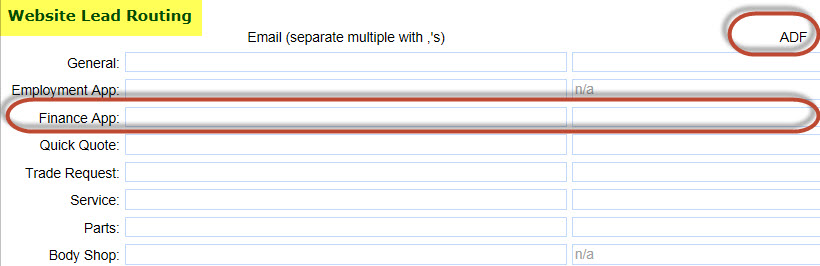 Website Lead Routing
Email (separate multiple with ,'s) ADF
General:
Employment App: n/a
Finance App:
Quick Quote:
Trade Request:
Service:
Parts:
Body Shop: n/a